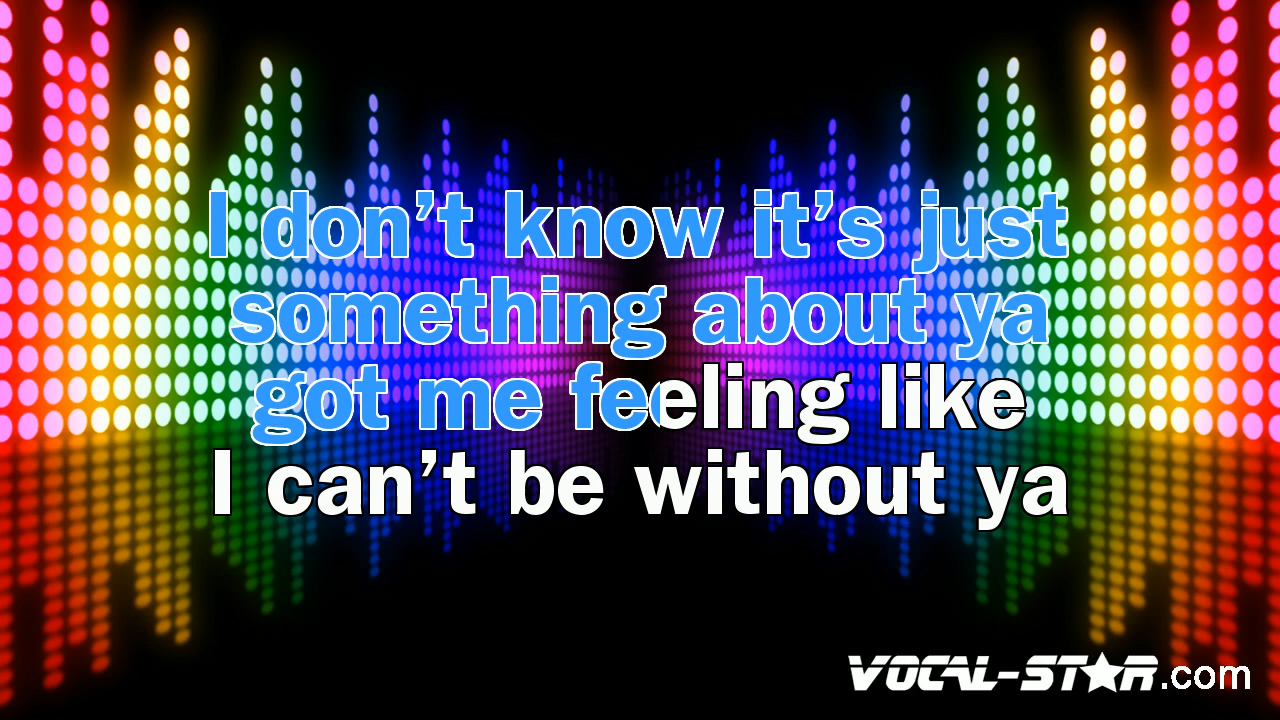 I don't know it's just
something about ya
got me feeling like
I can't be without ya
VOCAL-STAR.com